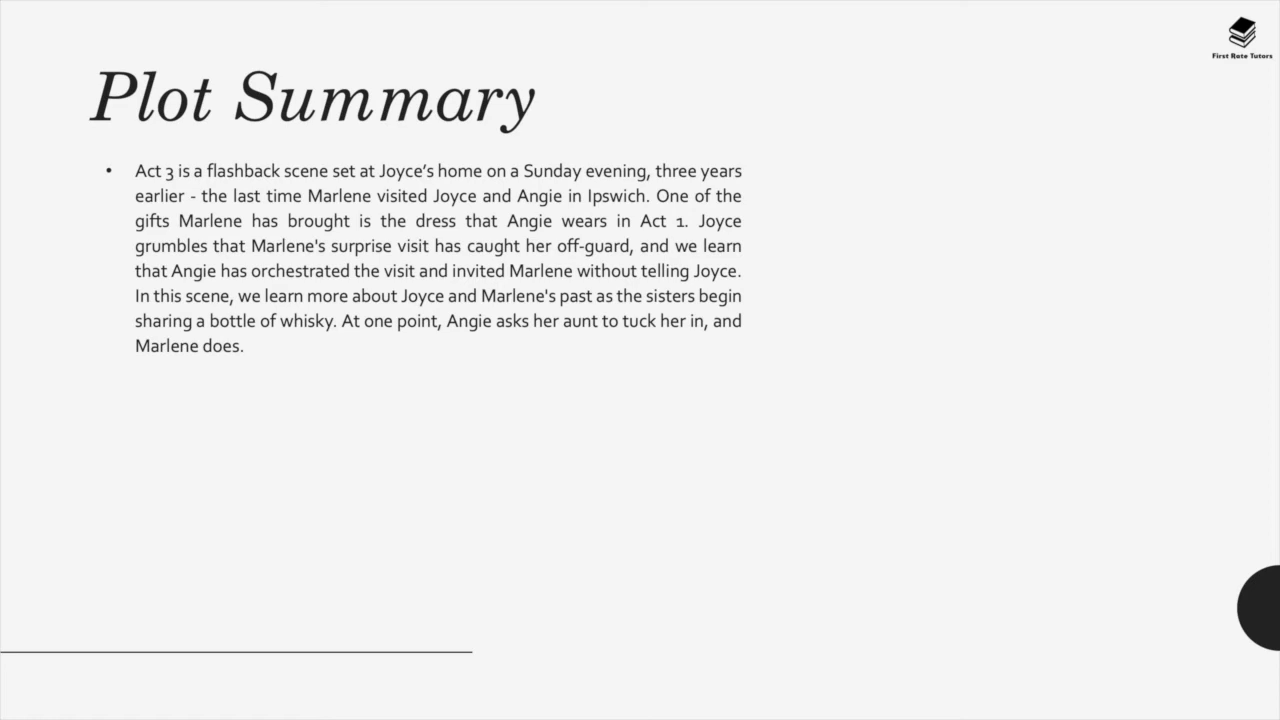 First Rate Tutors
Plot Summary
• Act 3 is a flashback scene set at Joyce’s home on a Sunday evening, three years
earlier - the last time Marlene visited Joyce and Angie in Ipswich. One of the
gifts Marlene has brought is the dress that Angie wears in Act 1. Joyce
grumbles that Marlene's surprise visit has caught her off-guard, and we learn
that Angie has orchestrated the visit and invited Marlene without telling Joyce.
In this scene, we learn more about Joyce and Marlene's past as the sisters begin
sharing a bottle of whisky. At one point, Angie asks her aunt to tuck her in, and
Marlene does.